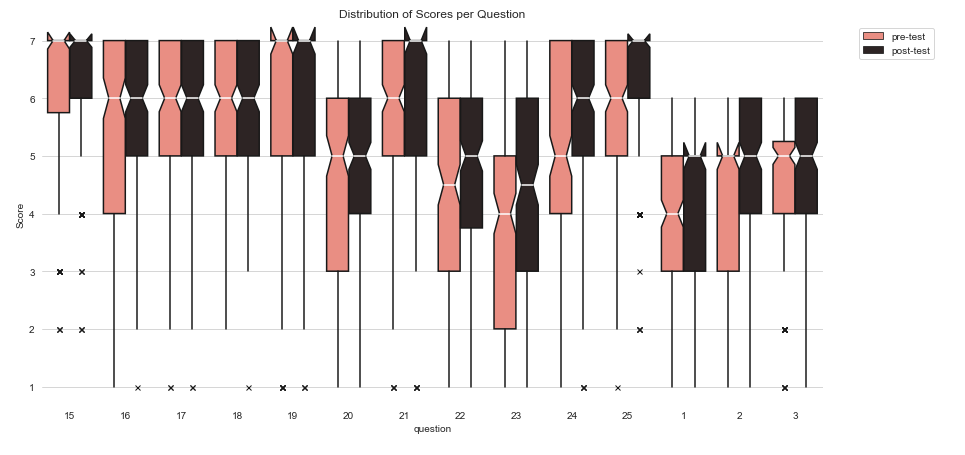 Distribution of Scores per Question
pre-test
post-test
7
6
5
4
3
2
1
Score
15 16 17 18 19 20 21 22 23 24 25 1 2 3
question